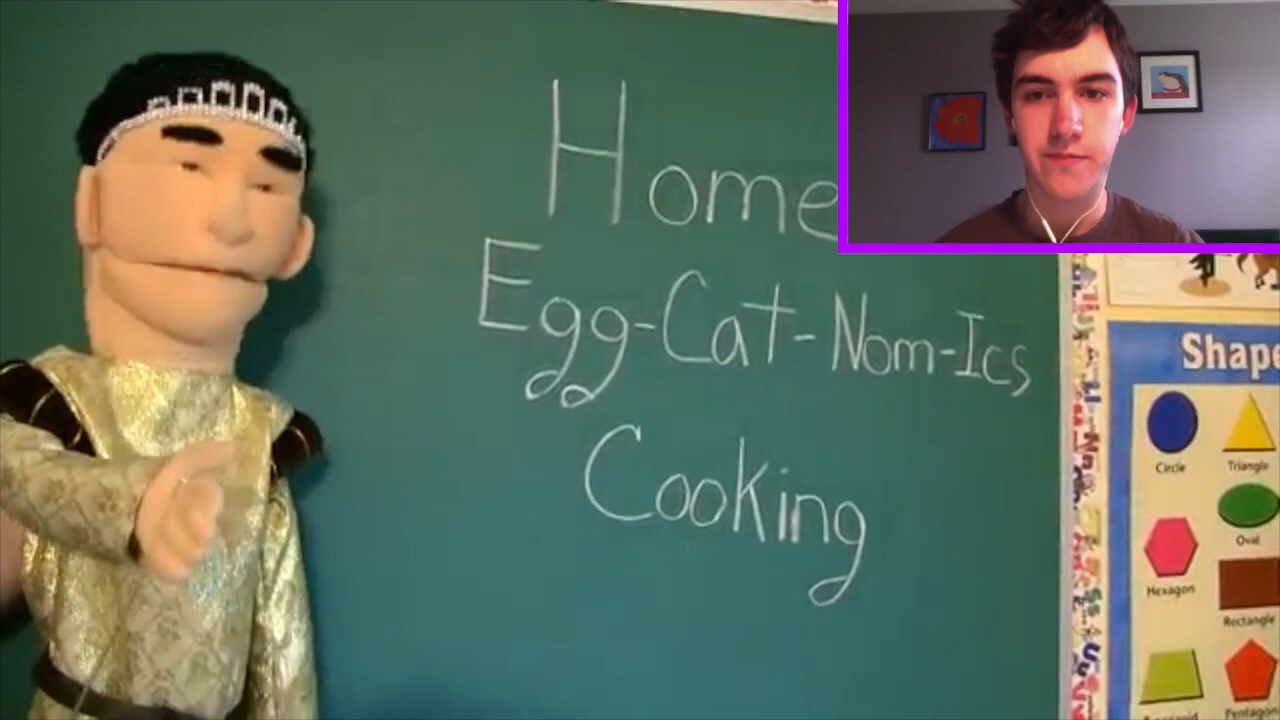 Home
Egg-Cat-Nom-Ics
Cooking
Shape
Circle
Triangle
Oval
Hexagon
Rectangle
Pentagon